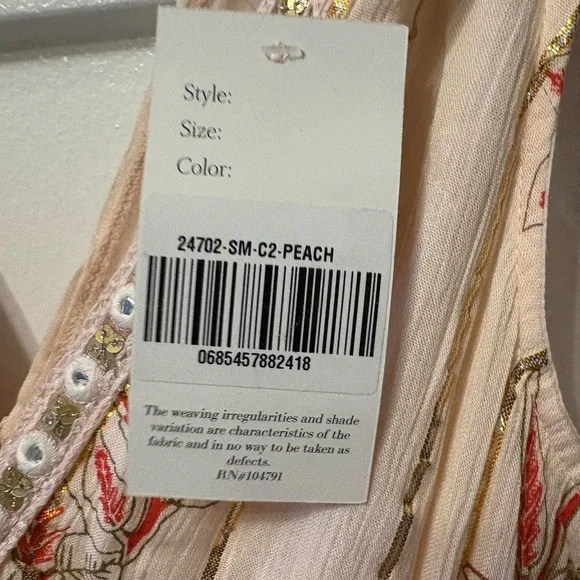 Style:
Size:
Color:
24702-SM-C2-PEACH
0685457882418
The weaving irregularities and shade
variation are characteristics of the
fabric and in no way to be taken as
defects.
RN#104791